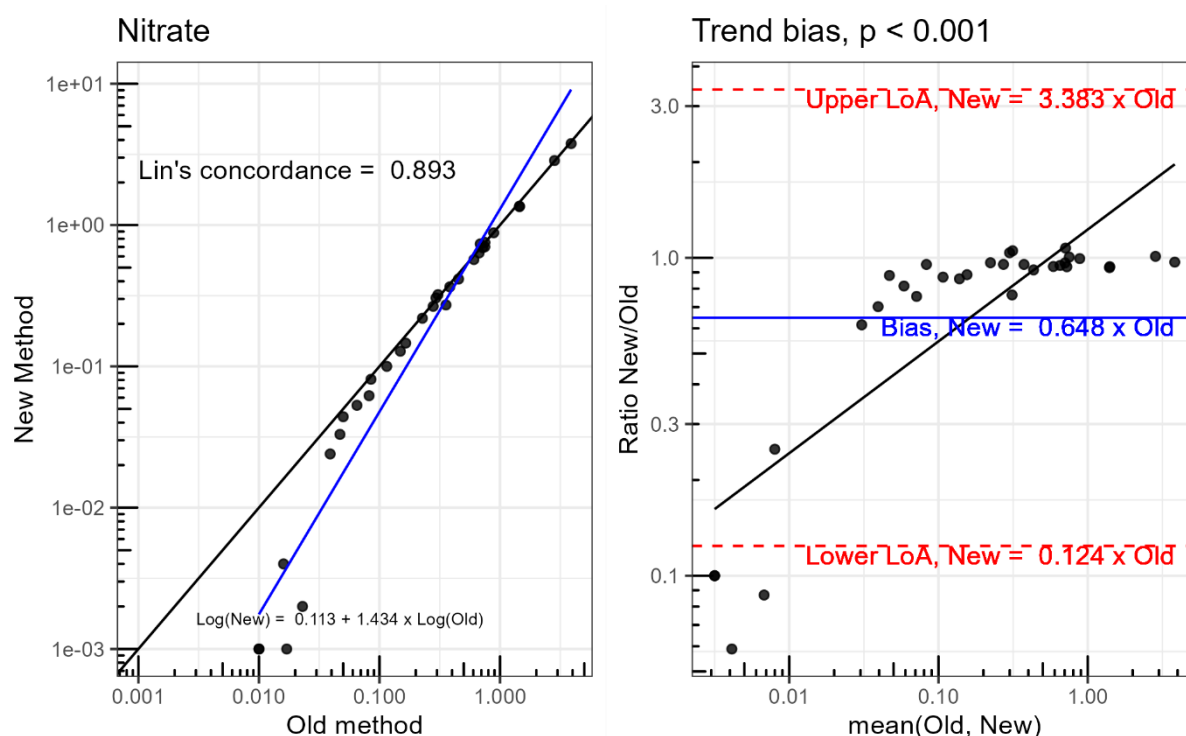 Nitrate
1e+01
1e+00
1e-01
1e-02
1e-03
New Method
Lin's concordance =  0.893
Log(New) =  0.113 + 1.434 x Log(Old)
0.001 0.010 0.100 1.000
Old method
Trend bias, p < 0.001
3.0
1.0
0.3
0.1
Ratio New/Old
Upper LoA, New =  3.383 x Old
Bias, New =  0.648 x Old
Lower LoA, New =  0.124 x Old
0.01 0.10 1.00
mean(Old, New)